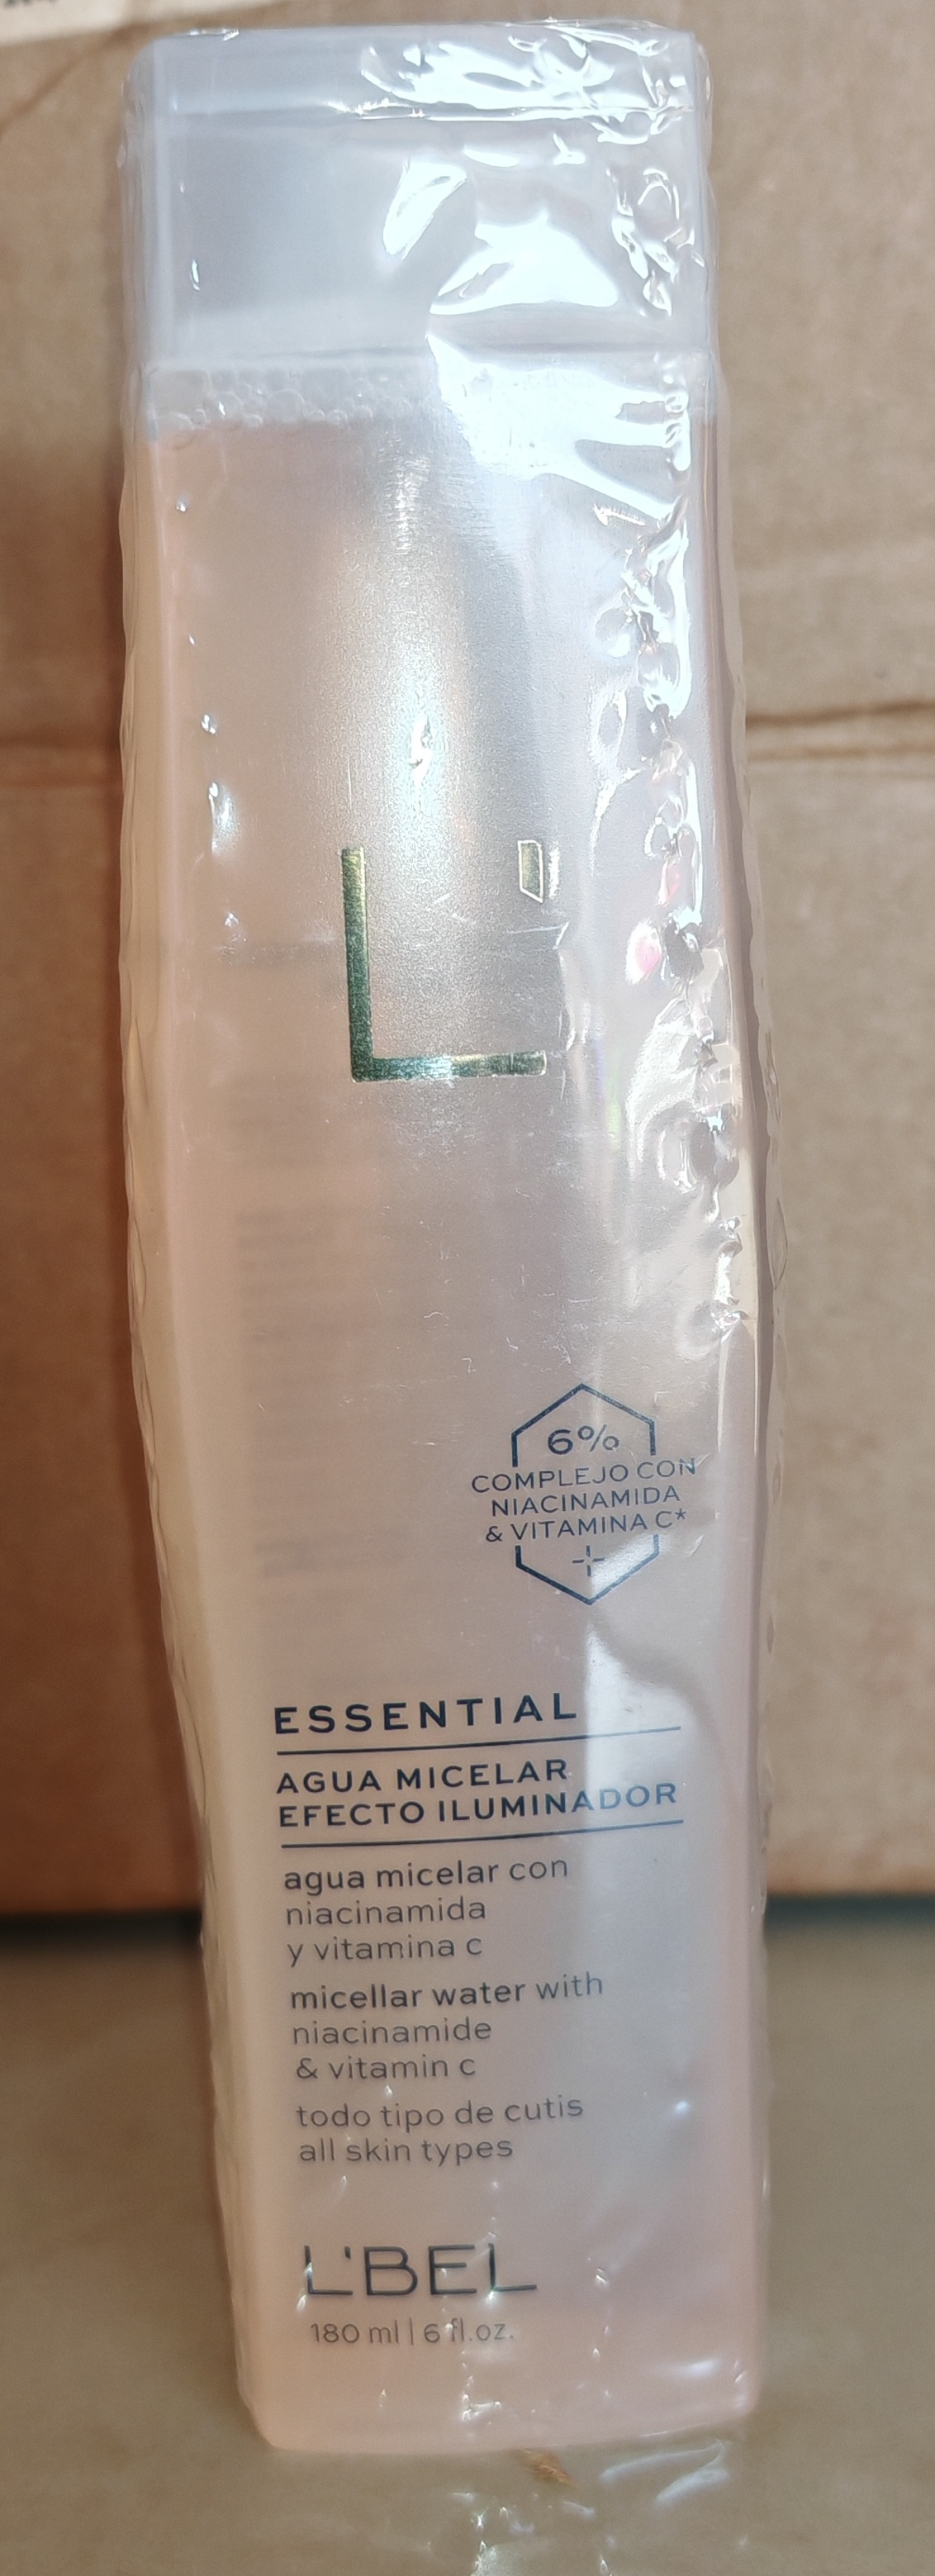 L'
6%
COMPLEJO CON
NIACINAMIDA
& VITAMINA C*
ESSENTIAL
AGUA MICELAR
EFECTO ILUMINADOR
agua micelar con
niacinamida
y vitamina c
micellar water with
niacinamide
& vitamin c
todo tipo de cutis
all skin types
L'BEL
180 ml | 6 fl.oz.